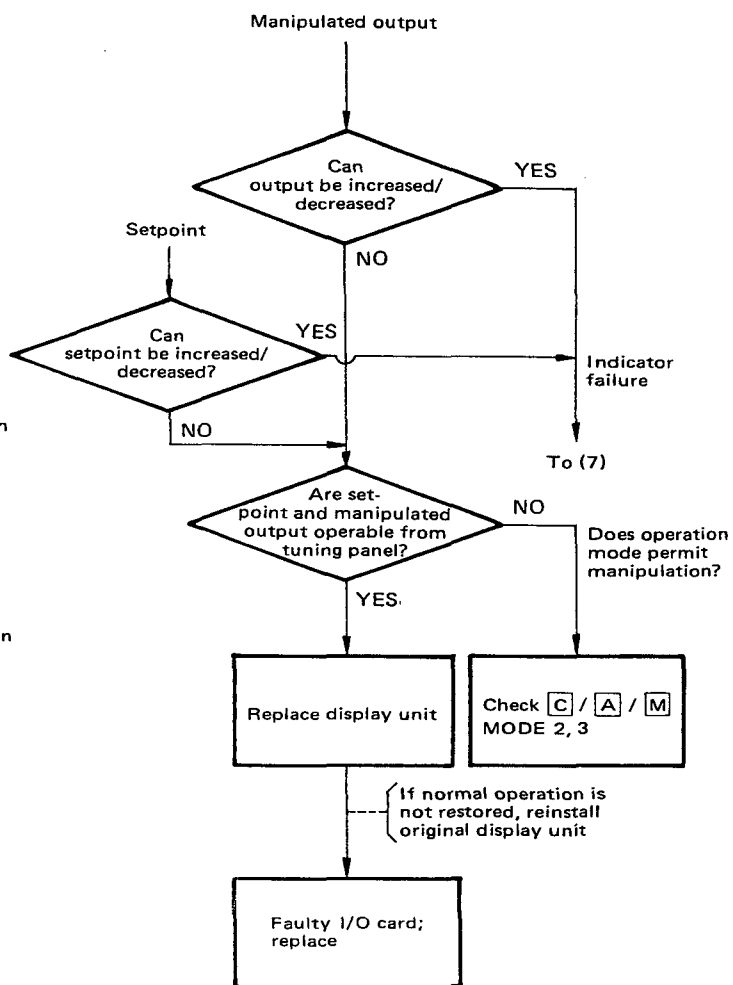 Manipulated output
Can
output be increased/
decreased?
YES
NO
Setpoint
Can
setpoint be increased/
decreased?
YES
NO
Indicator
failure
To (7)
n
Are set-
point and manipulated
output operable from
tuning panel?
NO
YES
Does operation
mode permit
manipulation?
n
Replace display unit
Check C / A / M
MODE 2, 3
If normal operation is
not restored, reinstall
original display unit
Faulty I/O card;
replace